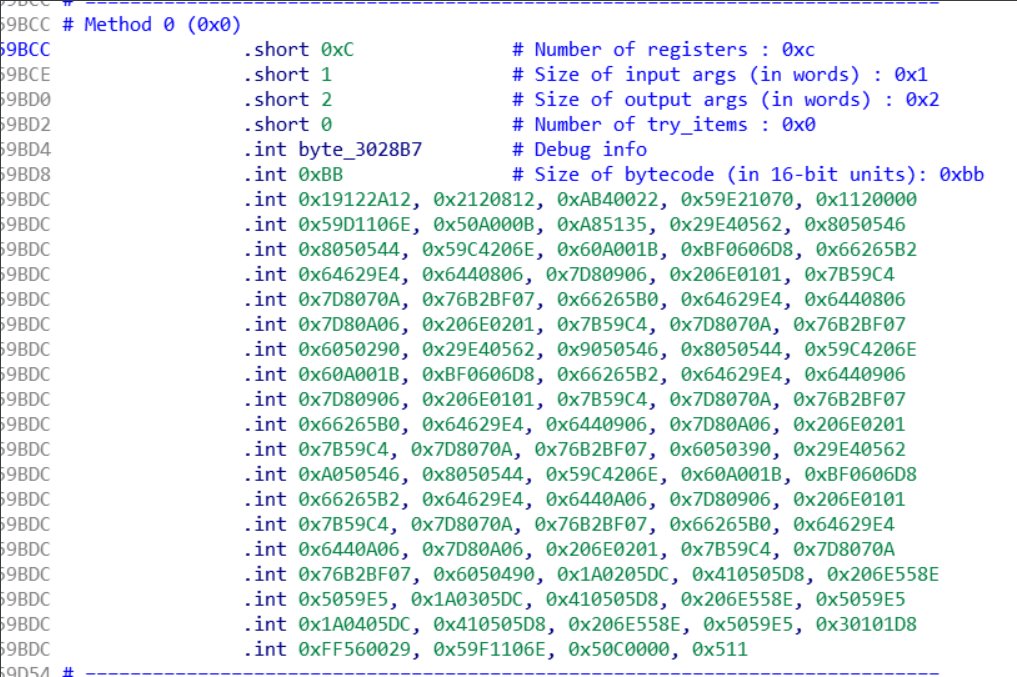 59BCC # Method 0 (0x0)
59BCC .short 0xC # Number of registers : 0xc
59BCE .short 1 # Size of input args (in words) : 0x1
59BD0 .short 2 # Size of output args (in words) : 0x2
59BD2 .short 0 # Number of try_items : 0x0
59BD4 .int byte_3028B7 # Debug info
59BD8 .int 0xBB # Size of bytecode (in 16-bit units): 0xbb
59BDC .int 0x19122A12, 0x2120812, 0xAB40022, 0x59E21070, 0x1120000
59BDC .int 0x59D1106E, 0x50A000B, 0xA85135, 0x29E40562, 0x8050546
59BDC .int 0x8050544, 0x59C4206E, 0x60A001B, 0xBF0606D8, 0x66265B2
59BDC .int 0x64629E4, 0x6440806, 0x7D80906, 0x206E0101, 0x7B59C4
59BDC .int 0x7D8070A, 0x76B2BF07, 0x66265B0, 0x64629E4, 0x6440806
59BDC .int 0x7D80A06, 0x206E0201, 0x7B59C4, 0x7D8070A, 0x76B2BF07
59BDC .int 0x6050290, 0x29E40562, 0x9050546, 0x8050544, 0x59C4206E
59BDC .int 0x60A001B, 0xBF0606D8, 0x66265B2, 0x64629E4, 0x6440906
59BDC .int 0x7D80906, 0x206E0101, 0x7B59C4, 0x7D8070A, 0x76B2BF07
59BDC .int 0x66265B0, 0x64629E4, 0x6440906, 0x7D80A06, 0x206E0201
59BDC .int 0x7B59C4, 0x7D8070A, 0x76B2BF07, 0x6050390, 0x29E40562
59BDC .int 0xA050546, 0x8050544, 0x59C4206E, 0x60A001B, 0xBF0606D8
59BDC .int 0x66265B2, 0x64629E4, 0x6440A06, 0x7D80906, 0x206E0101
59BDC .int 0x7B59C4, 0x7D8070A, 0x76B2BF07, 0x66265B0, 0x64629E4
59BDC .int 0x6440A06, 0x7D80A06, 0x206E0201, 0x7B59C4, 0x7D8070A
59BDC .int 0x76B2BF07, 0x6050490, 0x1A0205DC, 0x410505D8, 0x206E558E
59BDC .int 0x5059E5, 0x1A0305DC, 0x410505D8, 0x206E558E, 0x5059E5
59BDC .int 0x1A0405DC, 0x410505D8, 0x206E558E, 0x5059E5, 0x30101D8
59BDC .int 0xFF560029, 0x59F1106E, 0x50C0000, 0x511
59D54 # ---------------------------------------------------------------------------